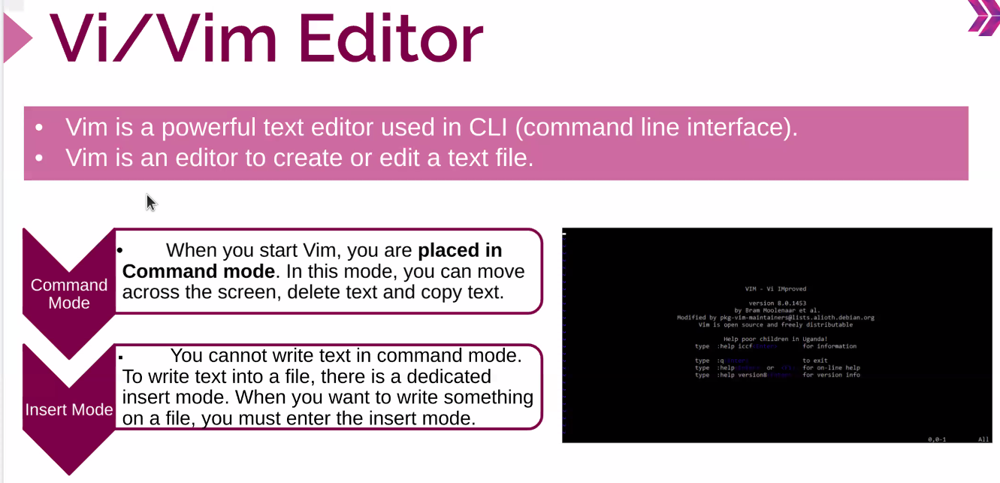 Vi/Vim Editor
• Vim is a powerful text editor used in CLI (command line interface).
• Vim is an editor to create or edit a text file.
Command
Mode
• When you start Vim, you are placed in
Command mode. In this mode, you can move
across the screen, delete text and copy text.
Insert Mode
▪ You cannot write text in command mode.
To write text into a file, there is a dedicated
insert mode. When you want to write something
on a file, you must enter the insert mode.
VIM - Vi IMproved
version 8.0.1453
by Bram Moolenaar et al.
Modified by pkg-vim-maintainers@lists.alioth.debian.org
Vim is open source and freely distributable
Help poor children in Uganda!
type :help iccf<Enter> for information
type :q<Enter> to exit
type :help<Enter> or <F1> for on-line help
type :help version8<Enter> for version info
0,0-1 All